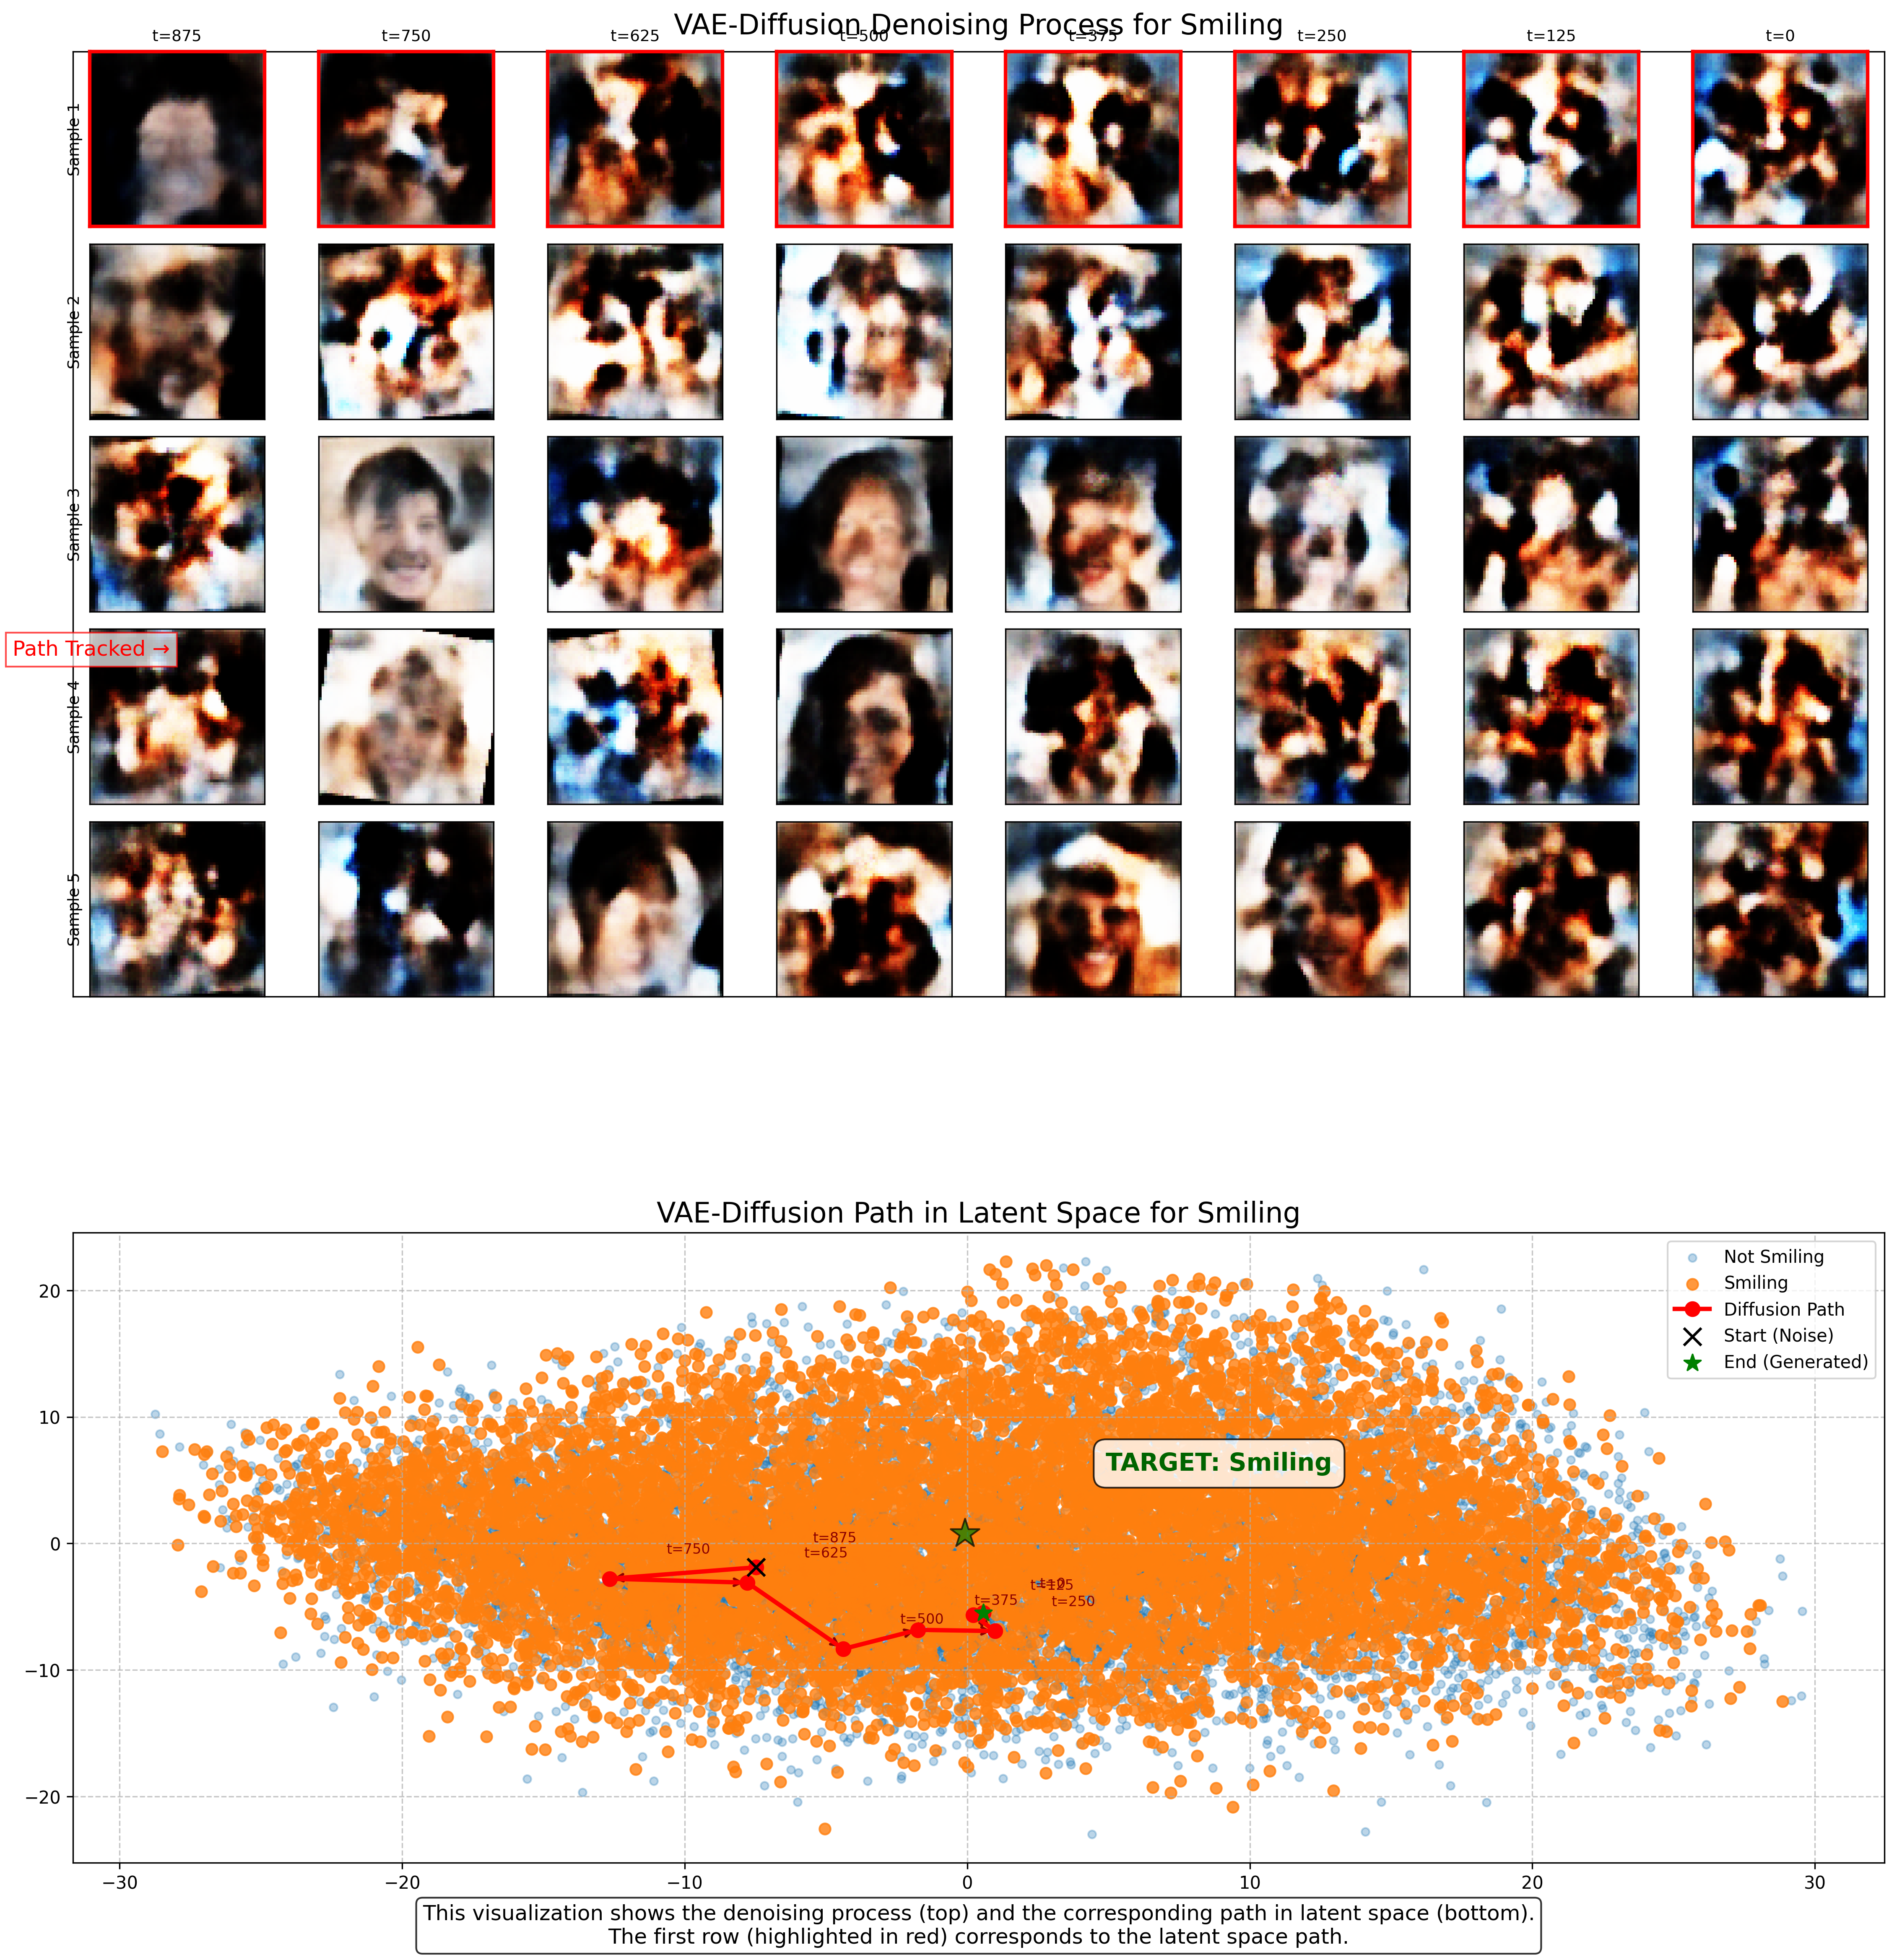 VAE-Diffusion Denoising Process for Smiling
t=875 t=750 t=625 t=500 t=375 t=250 t=125 t=0
Sample 1
Sample 2
Sample 3
Path Tracked →
Sample 4
Sample 5
VAE-Diffusion Path in Latent Space for Smiling
Not Smiling
Smiling
Diffusion Path
Start (Noise)
End (Generated)
TARGET: Smiling
t=875
t=750
t=625
t=125
t=0
t=375
t=250
t=500
20
10
0
−10
−20
−30 −20 −10 0 10 20 30
This visualization shows the denoising process (top) and the corresponding path in latent space (bottom).
The first row (highlighted in red) corresponds to the latent space path.